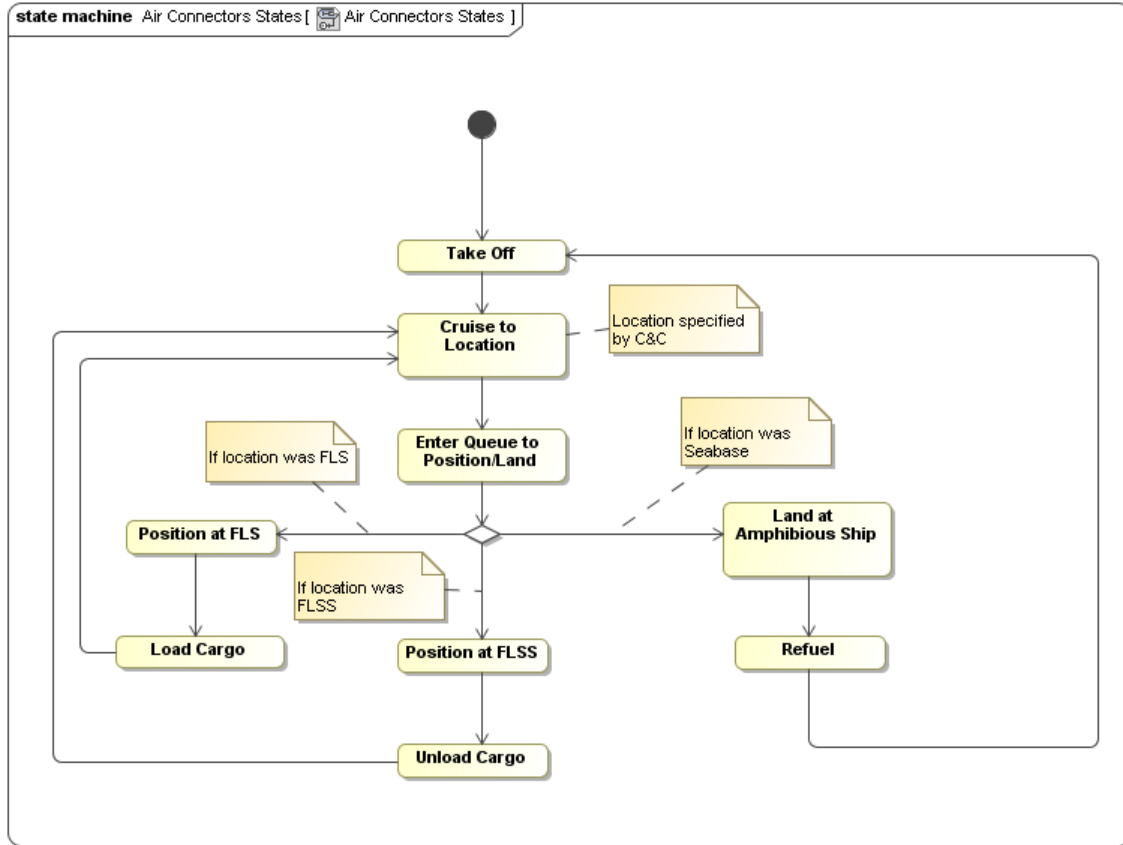 state machine Air Connectors States [ Air Connectors States ]
Take Off
Cruise to
Location
Location specified
by C&C
Enter Queue to
Position/Land
If location was FLS
If location was
Seabase
Position at FLS
Land at
Amphibious Ship
If location was
FLSS
Load Cargo
Position at FLSS
Refuel
Unload Cargo